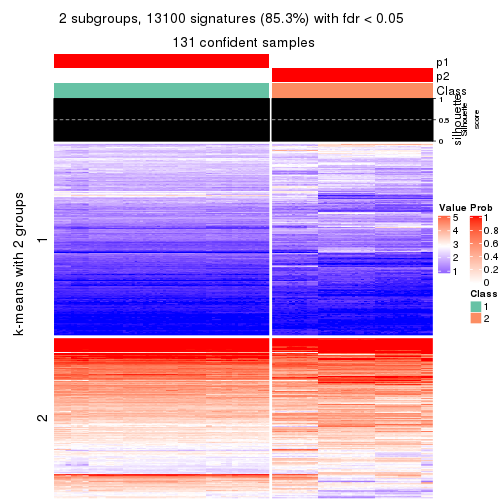 2 subgroups, 13100 signatures (85.3%) with fdr < 0.05
131 confident samples
p1
p2
Class
silhouette
Silhouette
score
1
0.5
0
k-means with 2 groups
1
2
Value
5
4
3
2
1
Prob
1
0.8
0.6
0.4
0.2
0
Class
1
2